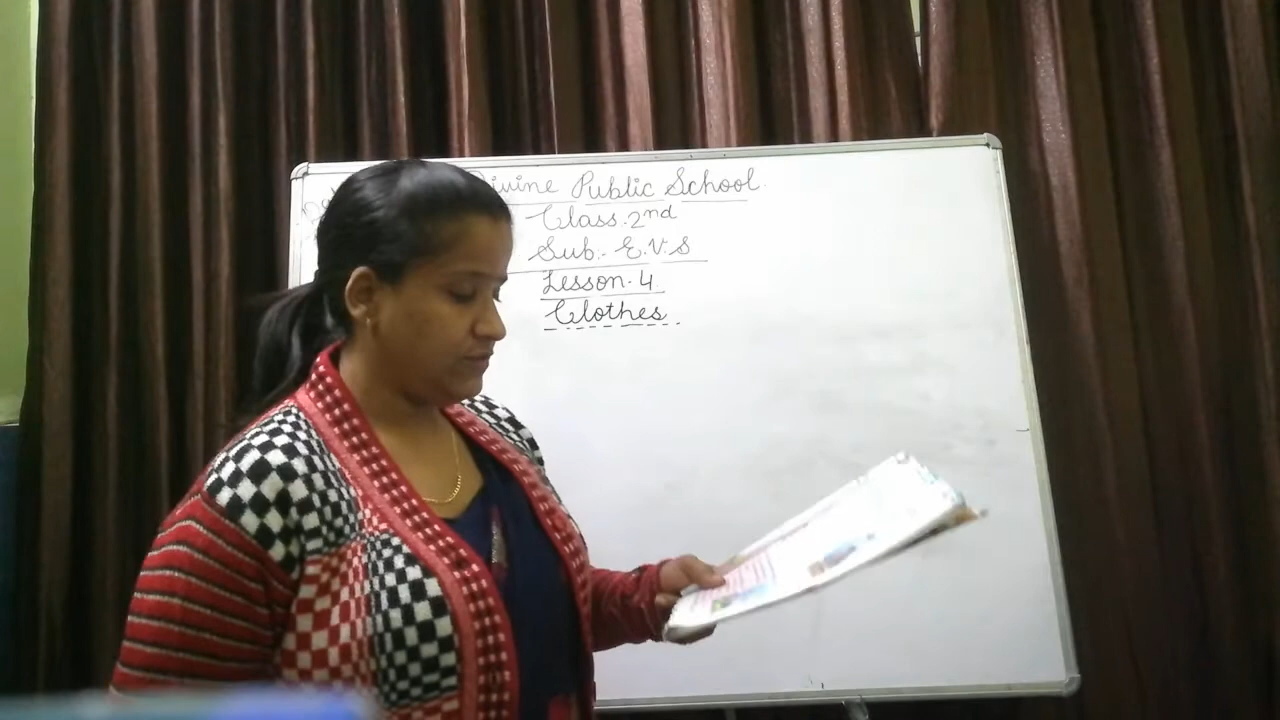 Divine Public School
Class. 2nd
Sub:- E.V.S
Lesson. 4
Clothes